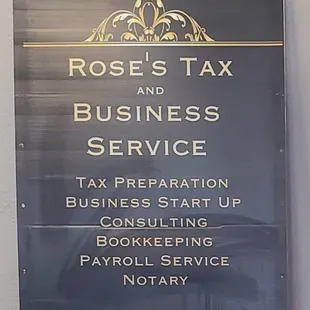 Rose's Tax
and
Business
Service
Tax Preparation
Business Start Up
Consulting
Bookkeeping
Payroll Service
Notary